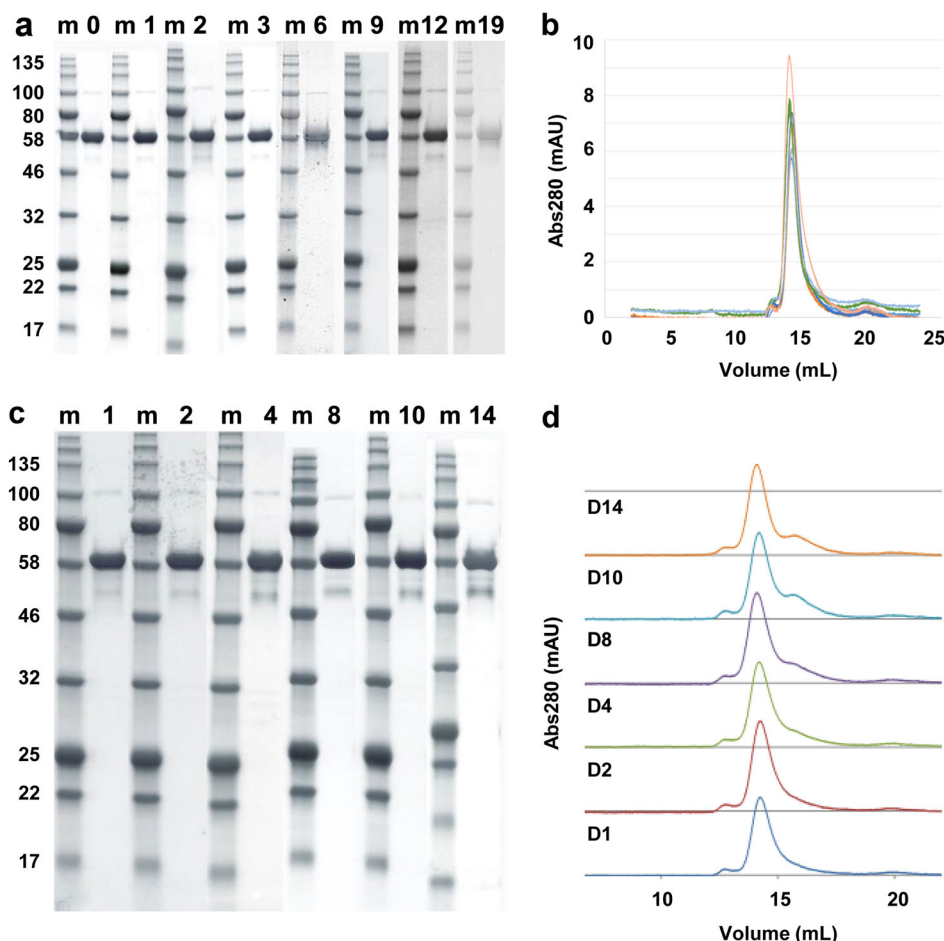 a
m 0 m 1 m 2 m 3 m 6 m 9 m 12 m 19
135
100
80
58
46
32
25
22
17
b
10
8
6
4
2
0
Abs280 (mAU)
0 5 10 15 20 25
Volume (mL)
c
m 1 m 2 m 4 m 8 m 10 m 14
135
100
80
58
46
32
25
22
17
d
D14
D10
D8
D4
D2
D1
Abs280 (mAU)
10 15 20
Volume (mL)